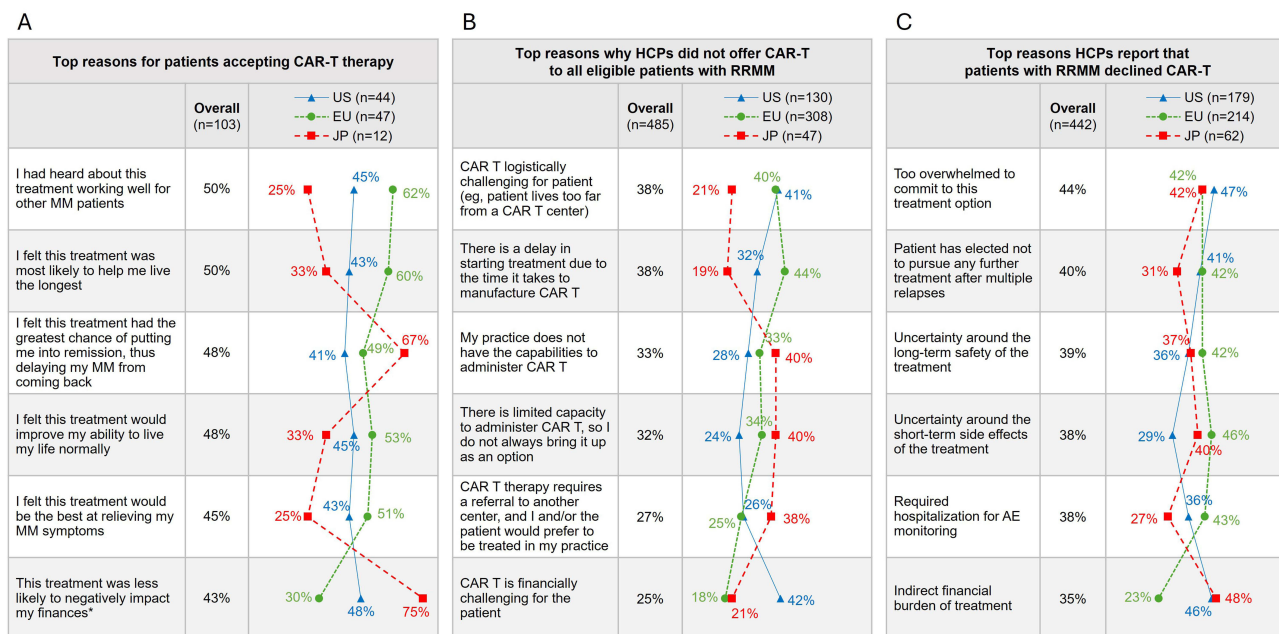 A
Top reasons for patients accepting CAR-T therapy
Overall
(n=103)
US (n=44)
EU (n=47)
JP (n=12)
I had heard about this
treatment working well for
other MM patients
50%
25%
45%
62%
I felt this treatment was
most likely to help me live
the longest
50%
33%
43%
60%
I felt this treatment had the
greatest chance of putting
me into remission, thus
delaying my MM from
coming back
48%
41%
49%
67%
I felt this treatment would
improve my ability to live
my life normally
48%
33%
45%
53%
I felt this treatment would
be the best at relieving my
MM symptoms
45%
25%
43%
51%
This treatment was less
likely to negatively impact
my finances*
43%
30%
48%
75%
B
Top reasons why HCPs did not offer CAR-T
to all eligible patients with RRMM
Overall
(n=485)
US (n=130)
EU (n=308)
JP (n=47)
CAR T logistically
challenging for patient
(eg, patient lives too far
from a CAR T center)
38%
21%
40%
41%
There is a delay in
starting treatment due to
the time it takes to
manufacture CAR T
38%
19%
32%
44%
My practice does not
have the capabilities to
administer CAR T
33%
28%
33%
40%
There is limited capacity
to administer CAR T, so I
do not always bring it up
as an option
32%
24%
34%
40%
CAR T therapy requires
a referral to another
center, and I and/or the
patient would prefer to
be treated in my practice
27%
25%
26%
38%
CAR T is financially
challenging for the
patient
25%
18%
21%
42%
C
Top reasons HCPs report that
patients with RRMM declined CAR-T
Overall
(n=442)
US (n=179)
EU (n=214)
JP (n=62)
Too overwhelmed to
commit to this
treatment option
44%
42%
42%
47%
Patient has elected not
to pursue any further
treatment after multiple
relapses
40%
31%
41%
42%
Uncertainty around the
long-term safety of the
treatment
39%
37%
36%
42%
Uncertainty around the
short-term side effects
of the treatment
38%
29%
40%
46%
Required
hospitalization for AE
monitoring
38%
27%
36%
43%
Indirect financial
burden of treatment
35%
23%
46%
48%